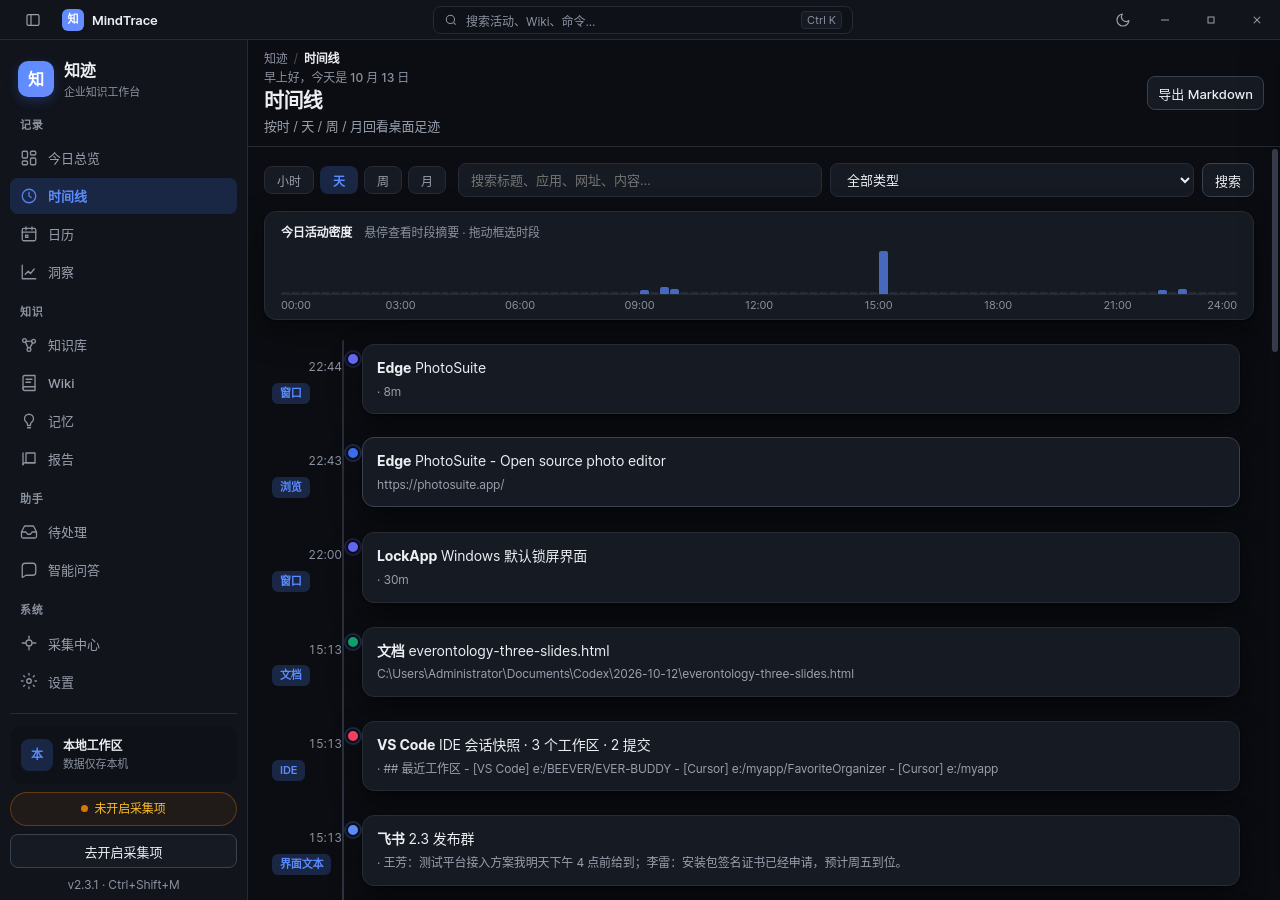 知 MindTrace
搜索活动、Wiki、命令... Ctrl K
知 知迹
企业知识工作台
记录
今日总览
时间线
日历
洞察
知识
知识库
Wiki
记忆
报告
助手
待处理
智能问答
系统
采集中心
设置
本 本地工作区
数据仅存本机
未开启采集项
去开启采集项
v2.3.1 · Ctrl+Shift+M
知迹 / 时间线
早上好，今天是 10 月 13 日
时间线
按时 / 天 / 周 / 月回看桌面足迹
导出 Markdown
小时 天 周 月 搜索标题、应用、网址、内容... 全部类型 搜索
今日活动密度 悬停查看时段摘要 · 拖动框选时段
00:00 03:00 06:00 09:00 12:00 15:00 18:00 21:00 24:00
22:44
窗口
Edge PhotoSuite
· 8m
22:43
浏览
Edge PhotoSuite - Open source photo editor
https://photosuite.app/
22:00
窗口
LockApp Windows 默认锁屏界面
· 30m
15:13
文档
文档 everontology-three-slides.html
C:\Users\Administrator\Documents\Codex\2026-10-12\everontology-three-slides.html
15:13
IDE
VS Code IDE 会话快照 · 3 个工作区 · 2 提交
· ## 最近工作区 - [VS Code] e:/BEEVER/EVER-BUDDY - [Cursor] e:/myapp/FavoriteOrganizer - [Cursor] e:/myapp
15:13
界面文本
飞书 2.3 发布群
· 王芳：测试平台接入方案我明天下午 4 点前给到；李雷：安装包签名证书已经申请，预计周五到位。